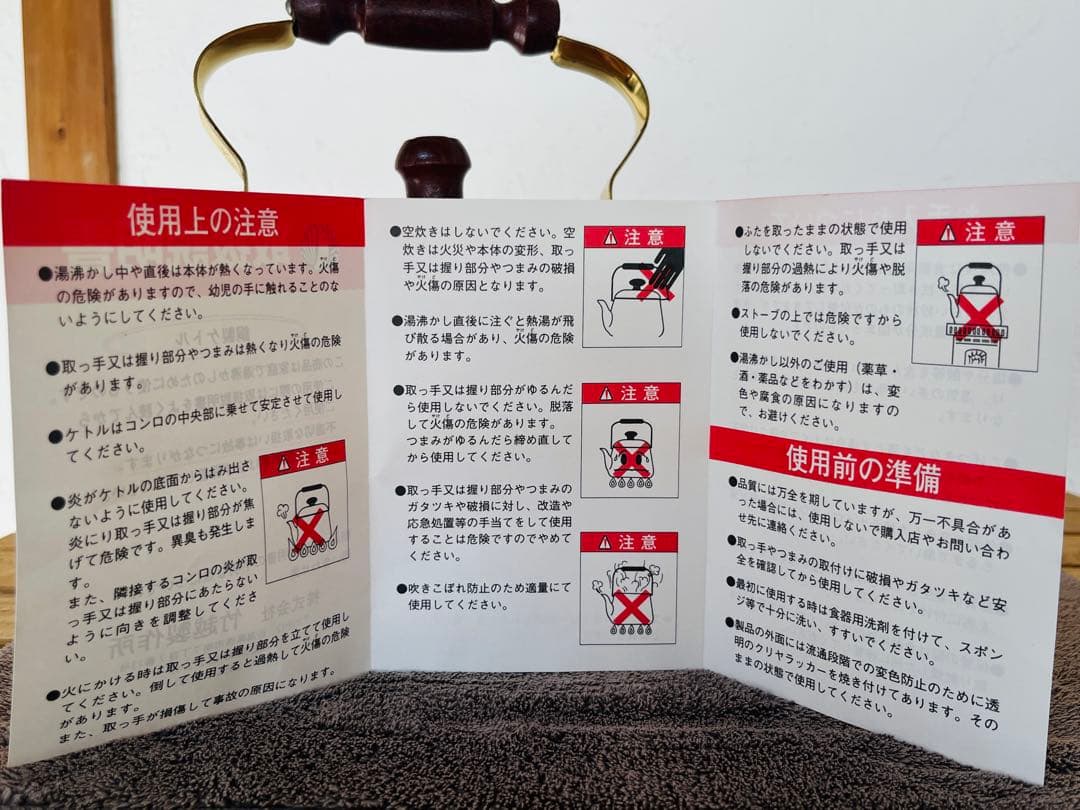 使用上の注意
●湯沸かし中や直後は本体が熱くなっています。火傷
の危険がありますので、幼児の手に触れることのな
いようにしてください。
●取っ手又は握り部分やつまみは熱くなり火傷の危険
があります。
●ケトルはコンロの中央部に乗せて安定させて使用し
てください。
●炎がケトルの底面からはみ出さ
ないように使用してください。
炎にり取っ手又は握り部分が焦
げて危険です。異臭も発生しま
す。
また、隣接するコンロの炎が取
っ手又は握り部分にあたらない
ように向きを調整してくださ
い。
⚠注意
●火にかける時は取っ手又は握り部分を立てて使用し
てください。倒して使用すると過熱して火傷の危険
があります。
また、取っ手が損傷して事故の原因になります。
●空炊きはしないでください。空
炊きは火災や本体の変形、取っ
手又は握り部分やつまみの破損
や火傷の原因となります。
⚠注意
●湯沸かし直後に注ぐと熱湯が飛
び散る場合があり、火傷の危険
があります。
●取っ手又は握り部分がゆるんだ
ら使用しないでください。脱落
して火傷の危険があります。
つまみがゆるんだら締め直して
から使用してください。
⚠注意
●取っ手又は握り部分やつまみの
ガタツキや破損に対し、改造や
応急処置等の手当てをして使用
することは危険ですのでやめて
ください。
⚠注意
●吹きこぼれ防止のため適量にて
使用してください。
●ふたを取ったままの状態で使用
しないでください。取っ手又は
握り部分の過熱により火傷や脱
落の危険があります。
⚠注意
●ストーブの上では危険ですから
使用しないでください。
●湯沸かし以外のご使用（薬草・
酒・薬品などをわかす）は、変
色や腐食の原因になりますの
で、お避けください。
使用前の準備
●品質には万全を期していますが、万一不具合があ
った場合には、使用しないで購入店やお問い合わ
せ先に連絡ください。
●取っ手やつまみの取付けに破損やガタツキなど安
全を確認してから使用してください。
●最初に使用する時は食器用洗剤を付けて、スポン
ジ等で十分に洗い、すすいでください。
●製品の外面には流通段階での変色防止のために透
明のクリヤラッカーを焼き付けてあります。その
ままの状態で使用してください。